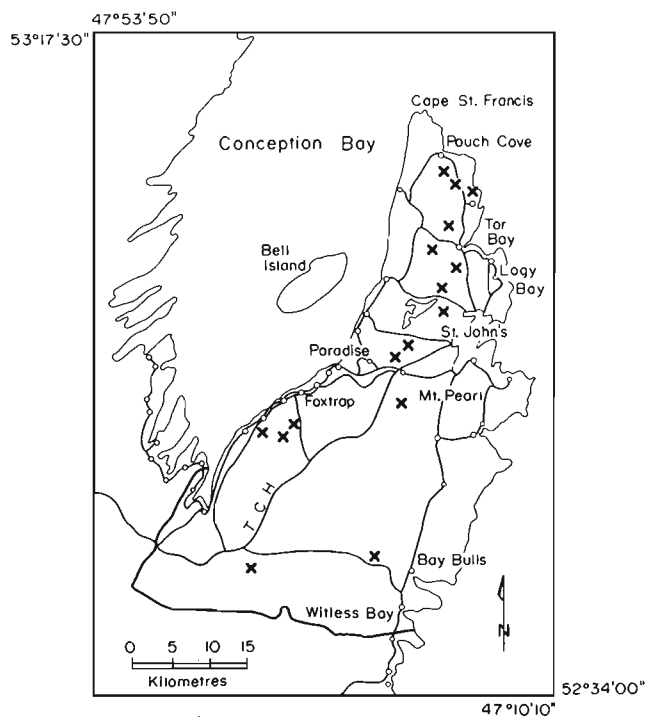 47°53'50"
53°17'30"
Cape St. Francis
Conception Bay
Pouch Cove
Tor
Bay
Bell
Island
Logy
Bay
St. John's
Paradise
Foxtrap
Mt. Pearl
TCH
Bay Bulls
Witless Bay
0 5 10 15
Kilometres
N
52°34'00"
47°10'10"